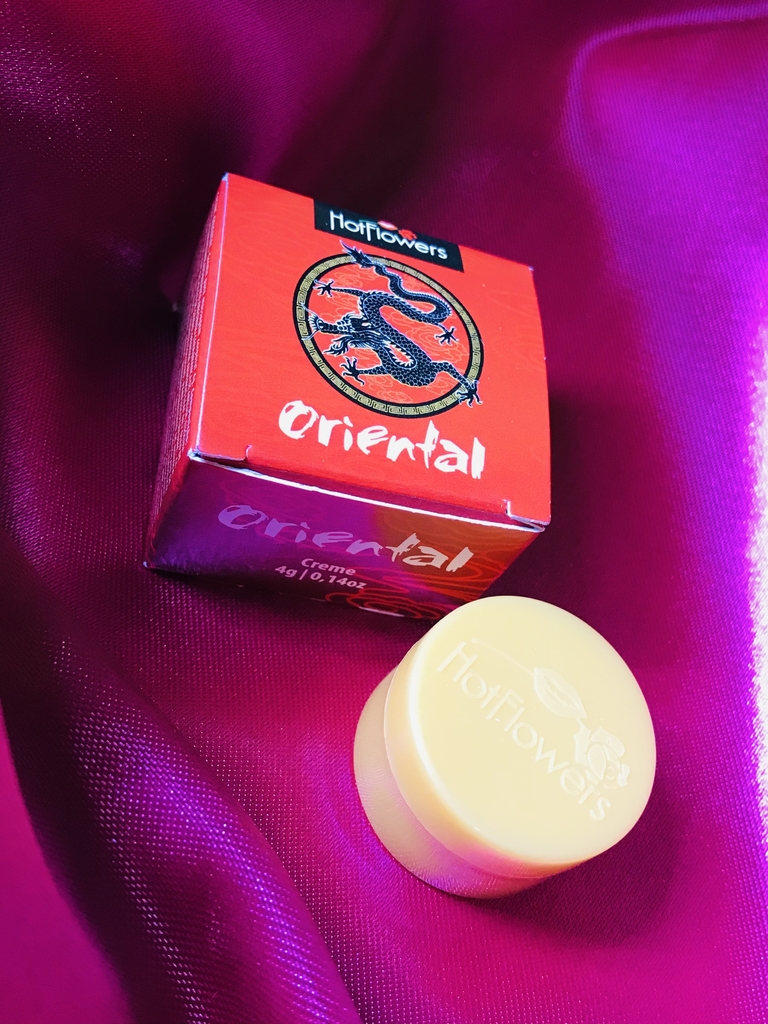 HotFlowers
Oriental
Oriental
Creme
4g | 0,14oz
HotFlowers